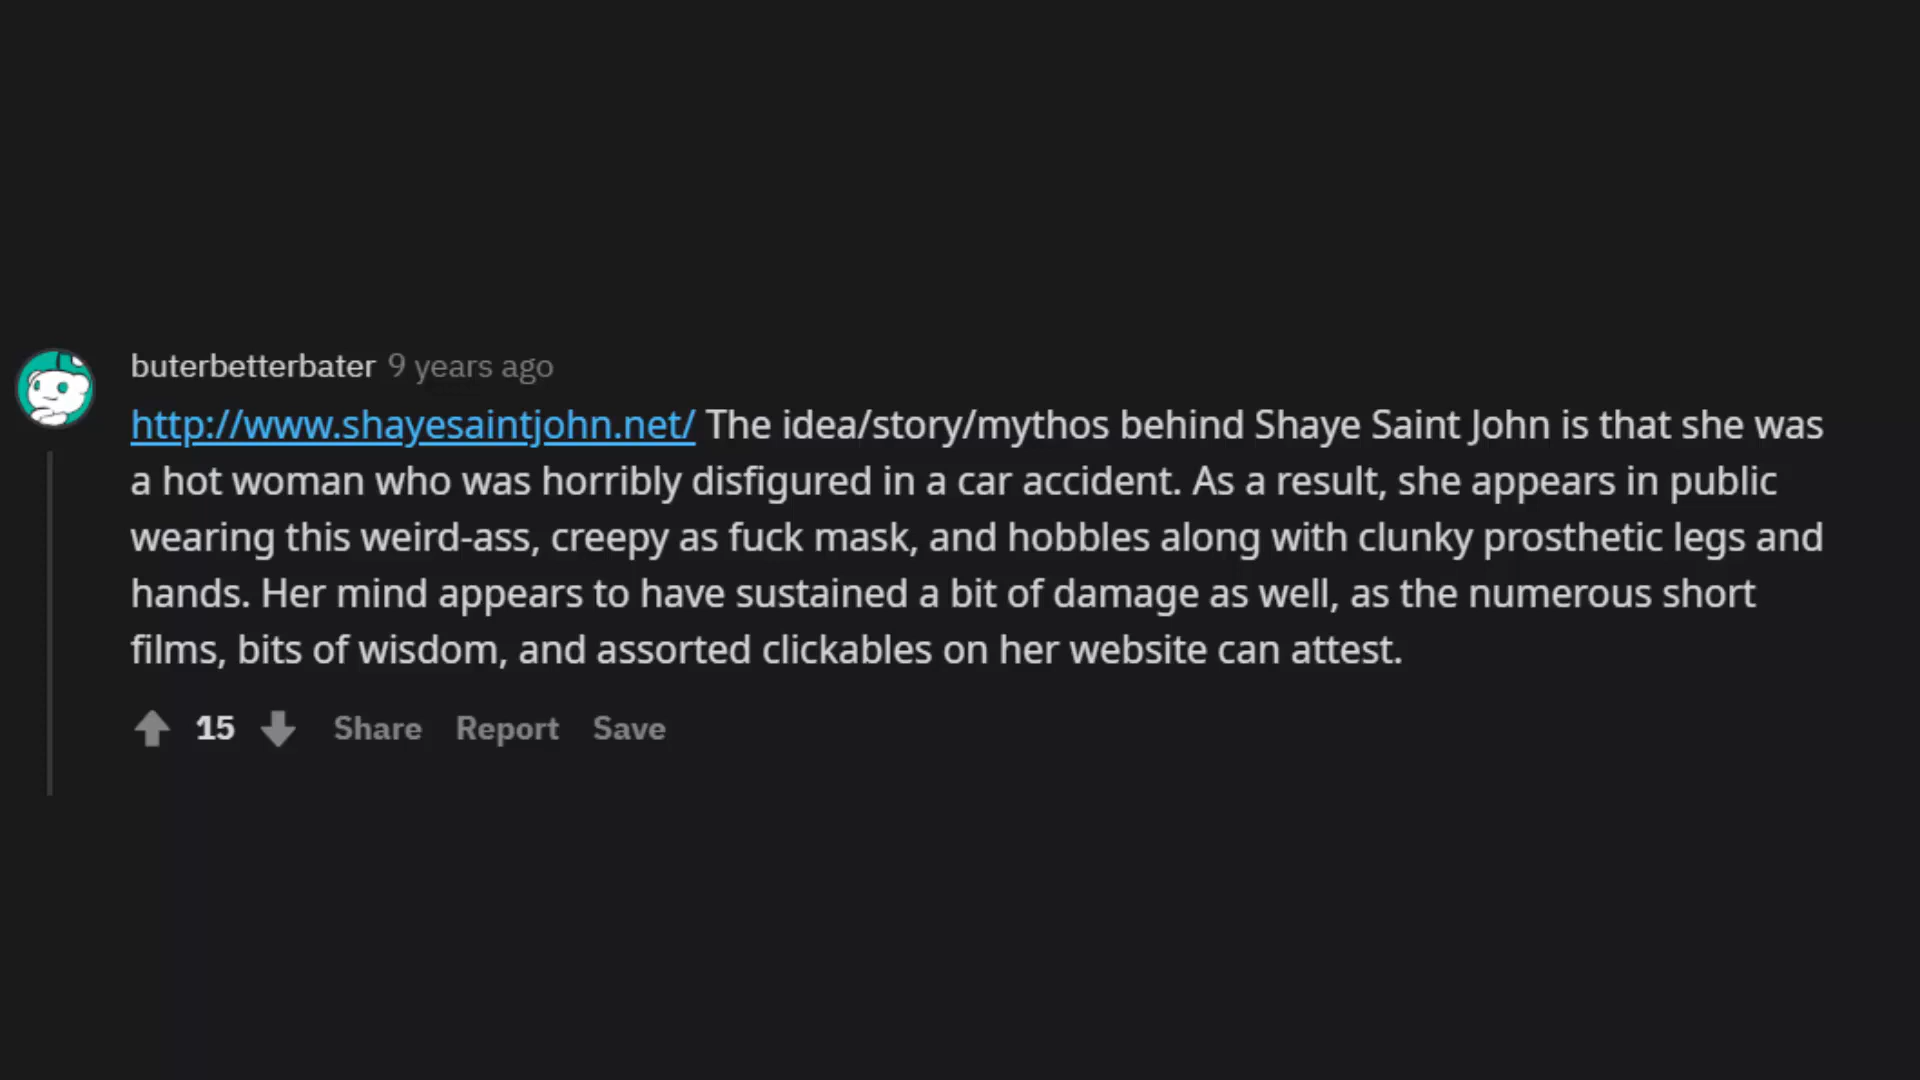 buterbetterbater 9 years ago
http://www.shayesaintjohn.net/ The idea/story/mythos behind Shaye Saint John is that she was
a hot woman who was horribly disfigured in a car accident. As a result, she appears in public
wearing this weird-ass, creepy as fuck mask, and hobbles along with clunky prosthetic legs and
hands. Her mind appears to have sustained a bit of damage as well, as the numerous short
films, bits of wisdom, and assorted clickables on her website can attest.
15 Share Report Save